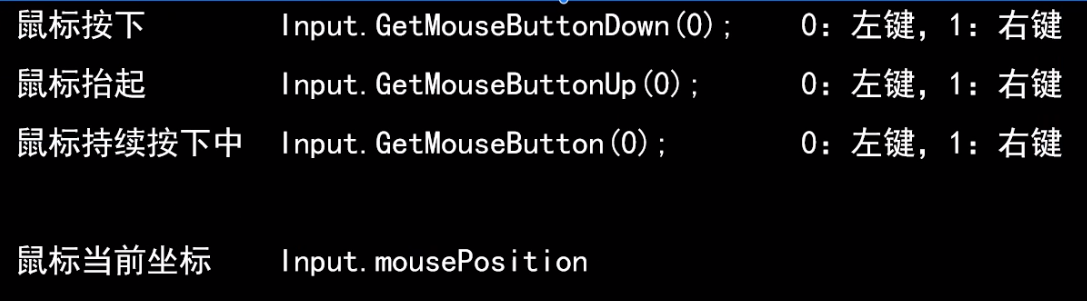 鼠标按下 Input.GetMouseButtonDown(0); 0：左键，1：右键
鼠标抬起 Input.GetMouseButtonUp(0); 0：左键，1：右键
鼠标持续按下中 Input.GetMouseButton(0); 0：左键，1：右键
鼠标当前坐标 Input.mousePosition